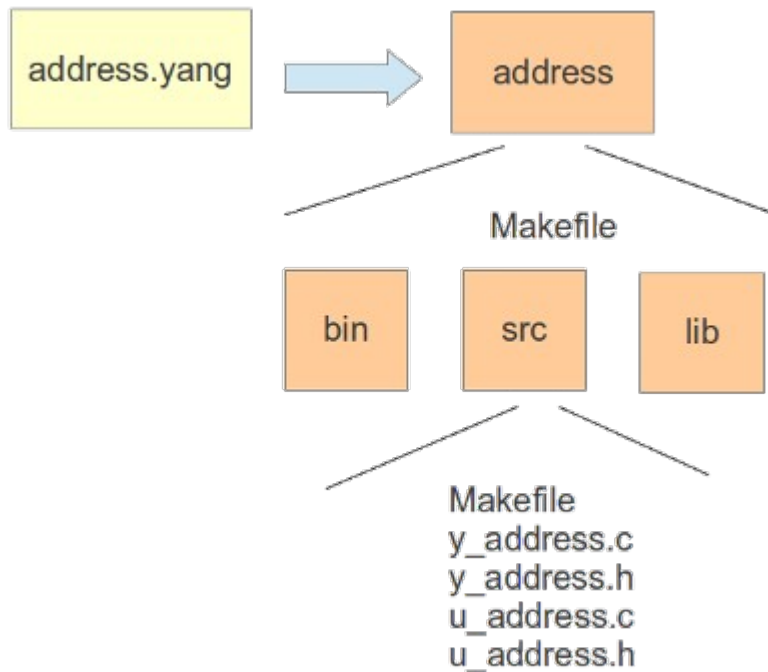 address.yang
address
Makefile
bin
src
lib
Makefile
y_address.c
y_address.h
u_address.c
u_address.h